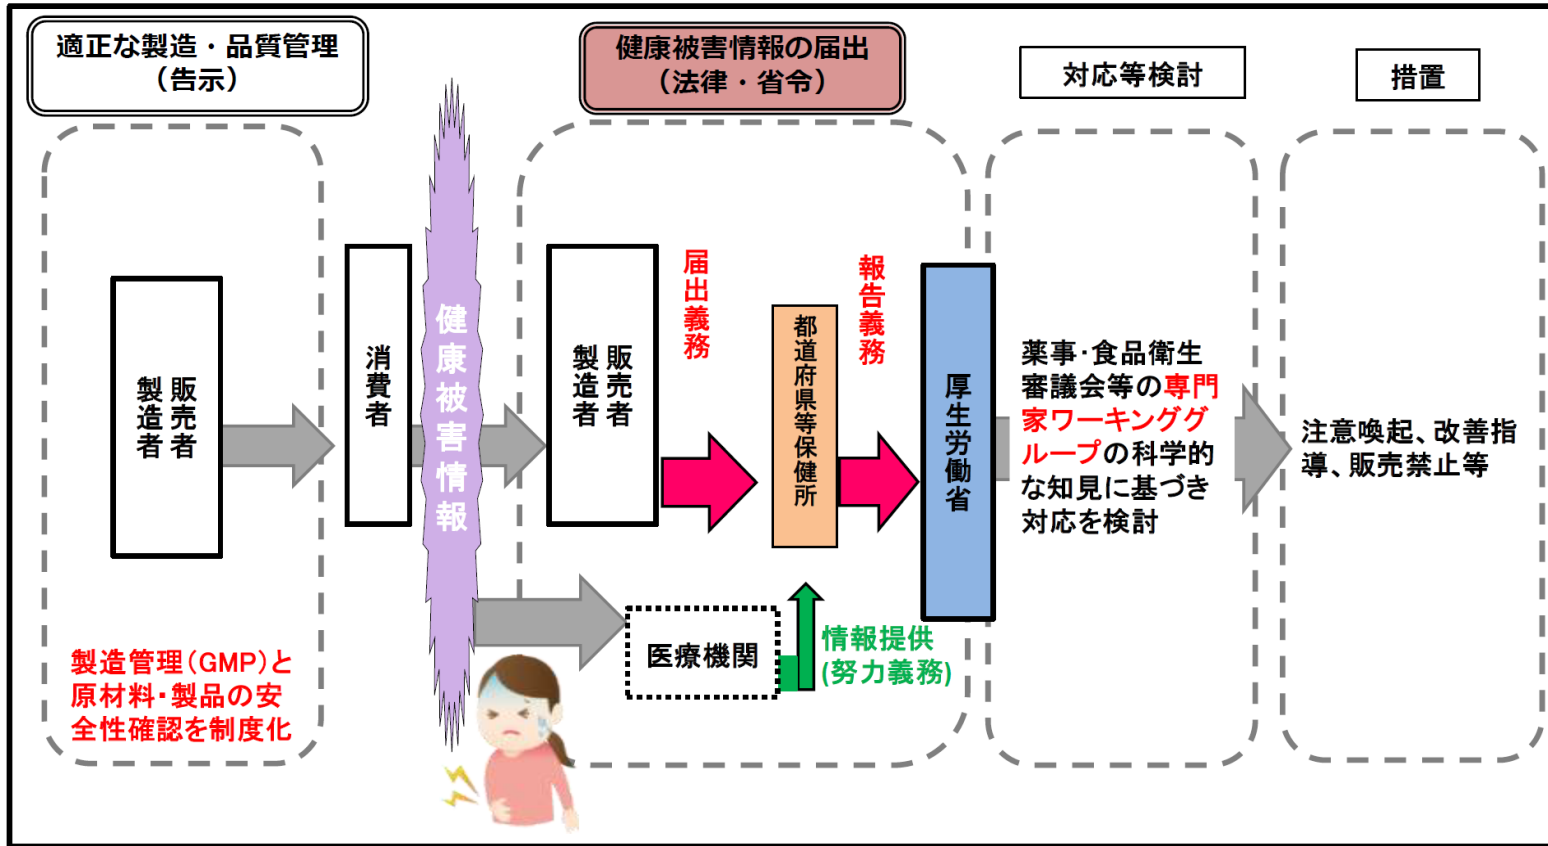 適正な製造・品質管理
（告示）
健康被害情報の届出
（法律・省令）
対応等検討
措置
販売者
製造者
製造管理(GMP)と
原材料・製品の安
全性確認を制度化
消費者
健康被害情報
販売者
製造者
届出義務
都道府県等保健所
報告義務
厚生労働省
医療機関
情報提供
(努力義務)
薬事・食品衛生
審議会等の専門
家ワーキンググ
ループの科学的
な知見に基づき
対応を検討
注意喚起、改善指
導、販売禁止等